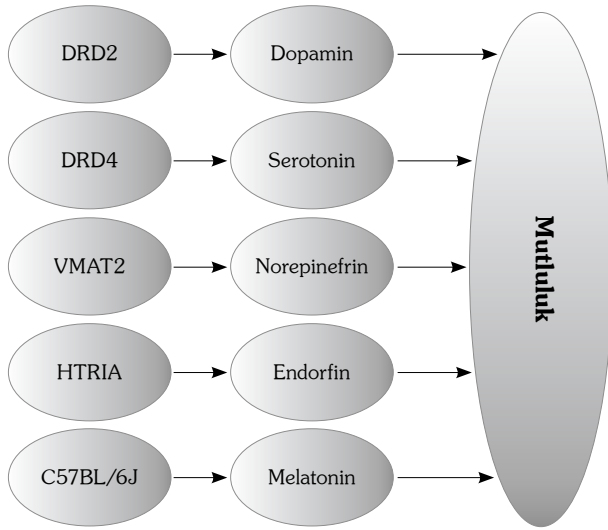 DRD2
Dopamin
DRD4
Serotonin
VMAT2
Norepinefrin
HTRIA
Endorfin
C57BL/6J
Melatonin
Mutluluk